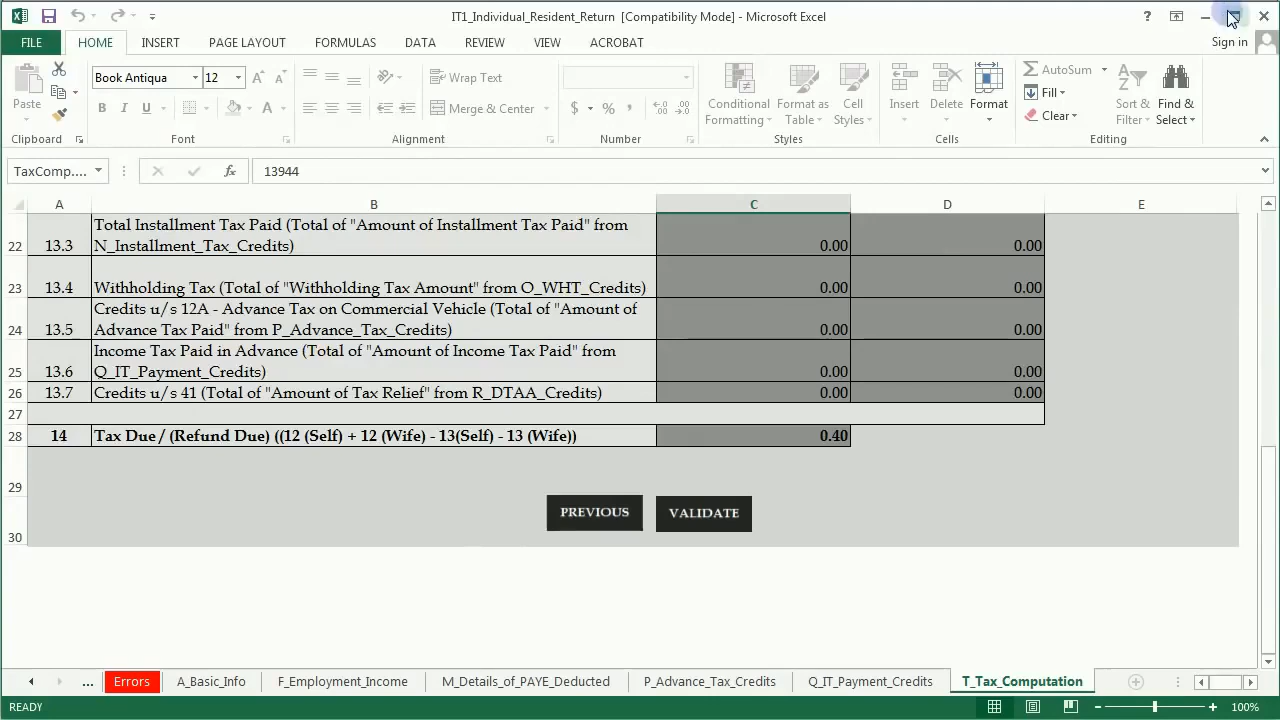 IT1_Individual_Resident_Return [Compatibility Mode] - Microsoft Excel
?
FILE HOME INSERT PAGE LAYOUT FORMULAS DATA REVIEW VIEW ACROBAT Sign in
Paste
Book Antiqua 12 A A
B I U A
Wrap Text
Merge & Center
$ % , .0 .00 .00 .0
Conditional Formatting
Format as Table
Cell Styles
Insert Delete Format
AutoSum
Fill
Clear
Sort & Filter
Find & Select
Clipboard Font Alignment Number Styles Cells Editing
TaxComp.... fx 13944
A B C D E
22 13.3 Total Installment Tax Paid (Total of "Amount of Installment Tax Paid" from
N_Installment_Tax_Credits) 0.00 0.00
23 13.4 Withholding Tax (Total of "Withholding Tax Amount" from O_WHT_Credits) 0.00 0.00
24 13.5 Credits u/s 12A - Advance Tax on Commercial Vehicle (Total of "Amount of
Advance Tax Paid" from P_Advance_Tax_Credits) 0.00 0.00
25 13.6 Income Tax Paid in Advance (Total of "Amount of Income Tax Paid" from
Q_IT_Payment_Credits) 0.00 0.00
26 13.7 Credits u/s 41 (Total of "Amount of Tax Relief" from R_DTAA_Credits) 0.00 0.00
27
28 14 Tax Due/ (Refund Due) ((12 (Self) + 12 (Wife) - 13(Self) - 13 (Wife)) 0.40
29
PREVIOUS VALIDATE
30
... Errors A_Basic_Info F_Employment_Income M_Details_of_PAYE_Deducted P_Advance_Tax_Credits Q_IT_Payment_Credits T_Tax_Computation
READY 100%